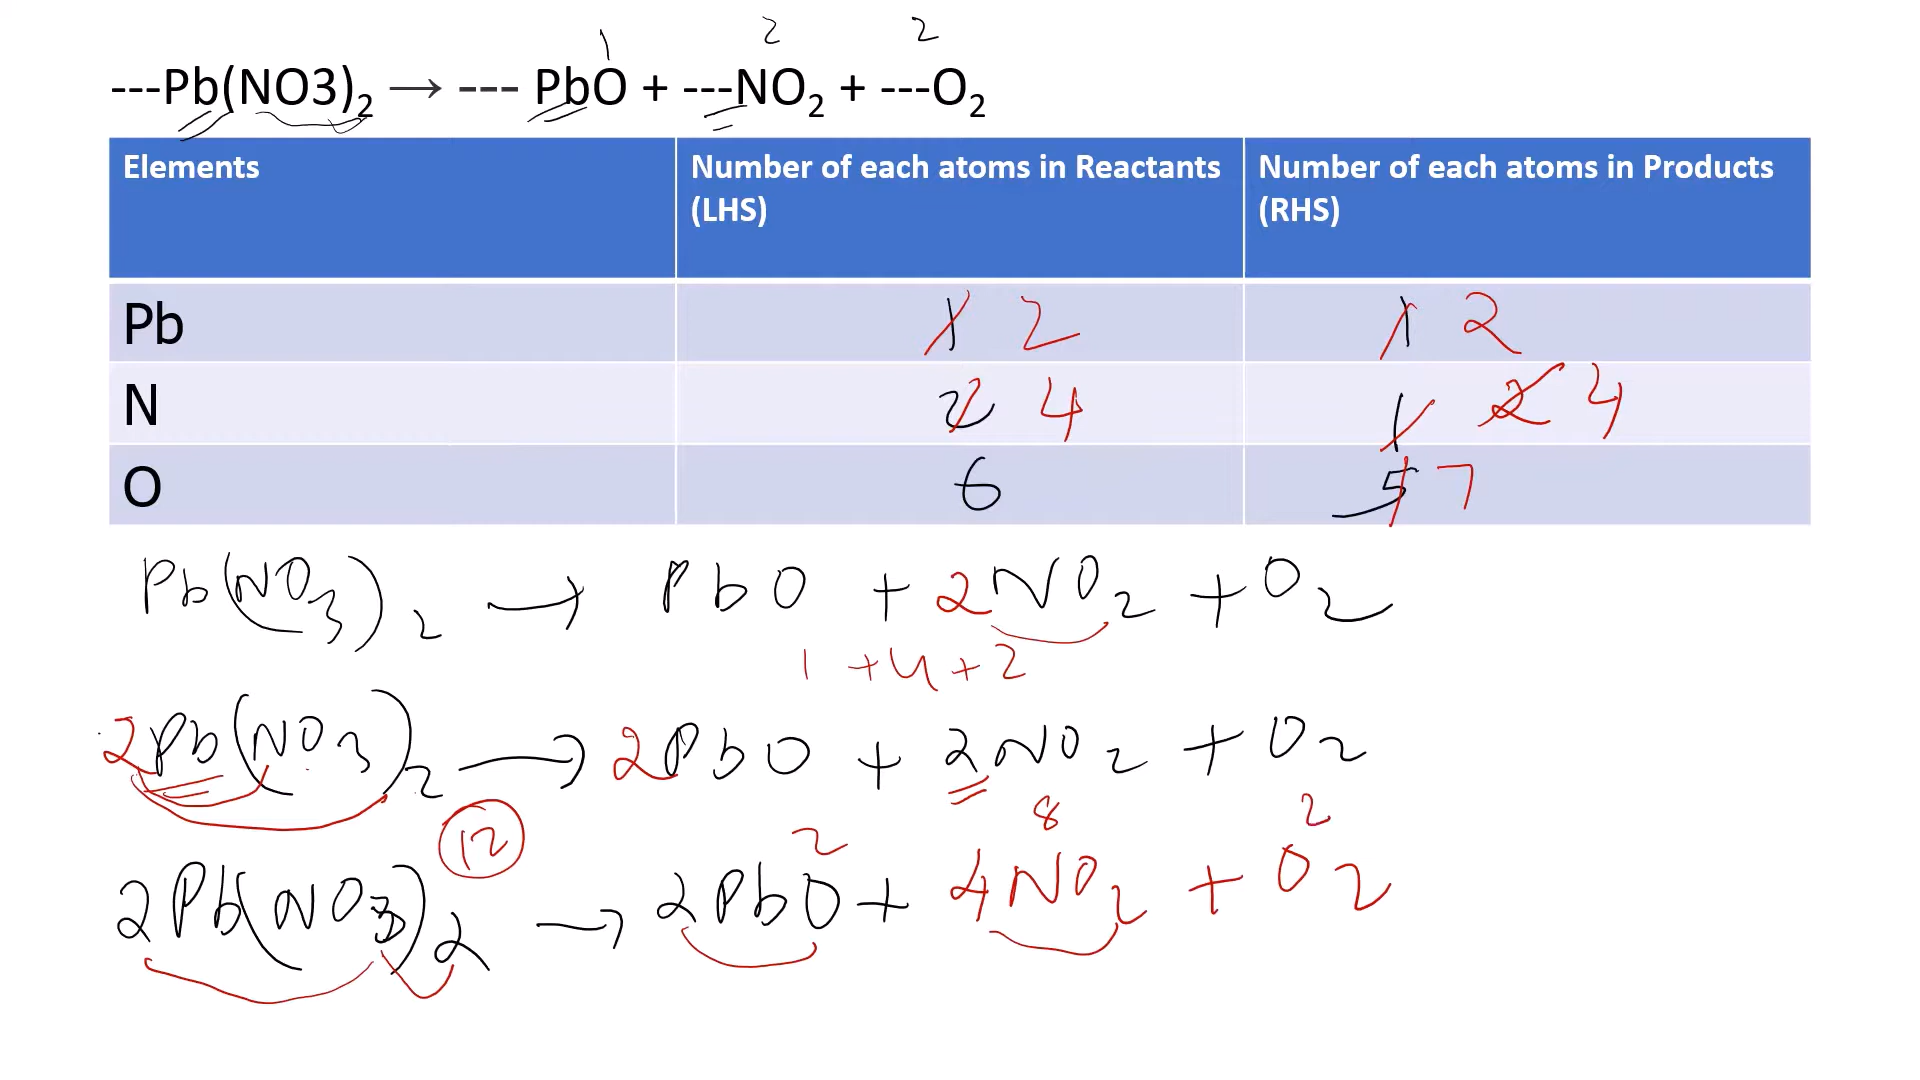 1 2 2
---Pb(NO3)₂ → --- PbO + ---NO₂ + ---O₂
Elements Number of each atoms in Reactants (LHS) Number of each atoms in Products (RHS)
Pb 1 2 1 2
N 2 4 1 2 4
O 6 5 7
Pb(NO₃)₂ → PbO + 2NO₂ + O₂
1 + 4 + 2
2Pb(NO₃)₂ → 2PbO + 2NO₂ + O₂
12 2 8 2
2Pb(NO₃)₂ → 2PbO + 4NO₂ + O₂